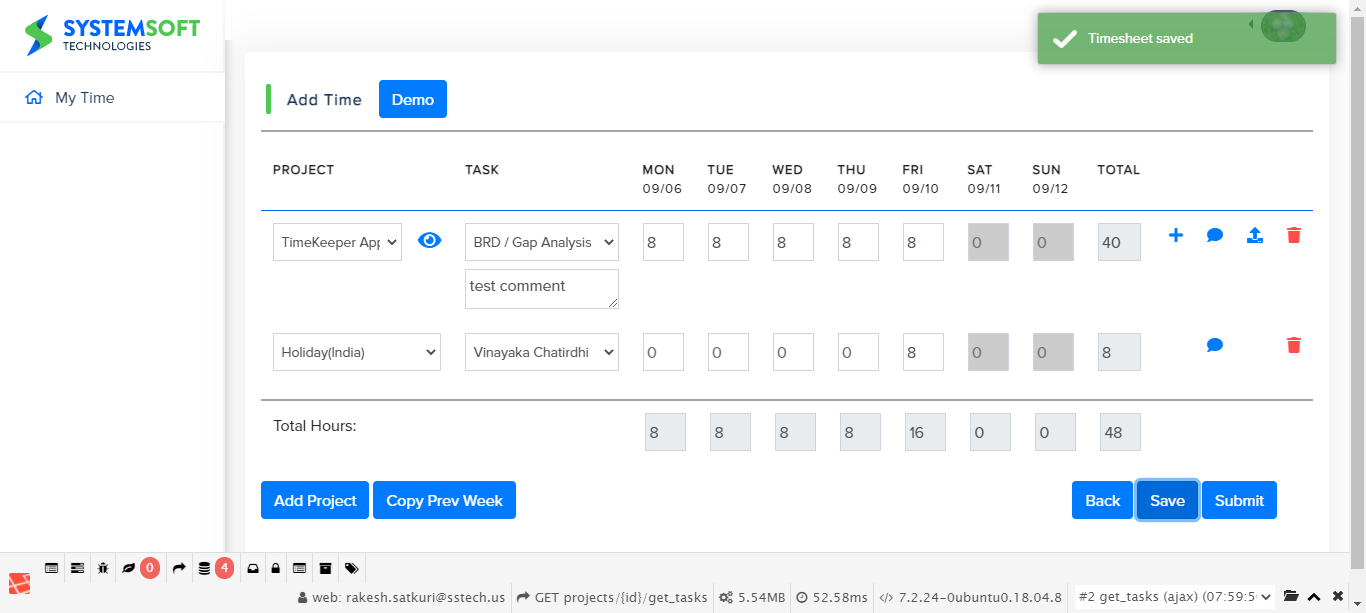 SYSTEMSOFT
TECHNOLOGIES
Timesheet saved
My Time
Add Time Demo
PROJECT TASK MON TUE WED THU FRI SAT SUN TOTAL
09/06 09/07 09/08 09/09 09/10 09/11 09/12
TimeKeeper App BRD / Gap Analysis 8 8 8 8 8 0 0 40
test comment
Holiday(India) Vinayaka Chatirdhi 0 0 0 0 8 0 0 8
Total Hours: 8 8 8 8 16 0 0 48
Add Project Copy Prev Week Back Save Submit
0 4
web: rakesh.satkuri@sstech.us GET projects/{id}/get_tasks 5.54MB 52.58ms </> 7.2.24-0ubuntu0.18.04.8 #2 get_tasks (ajax) (07:59:5